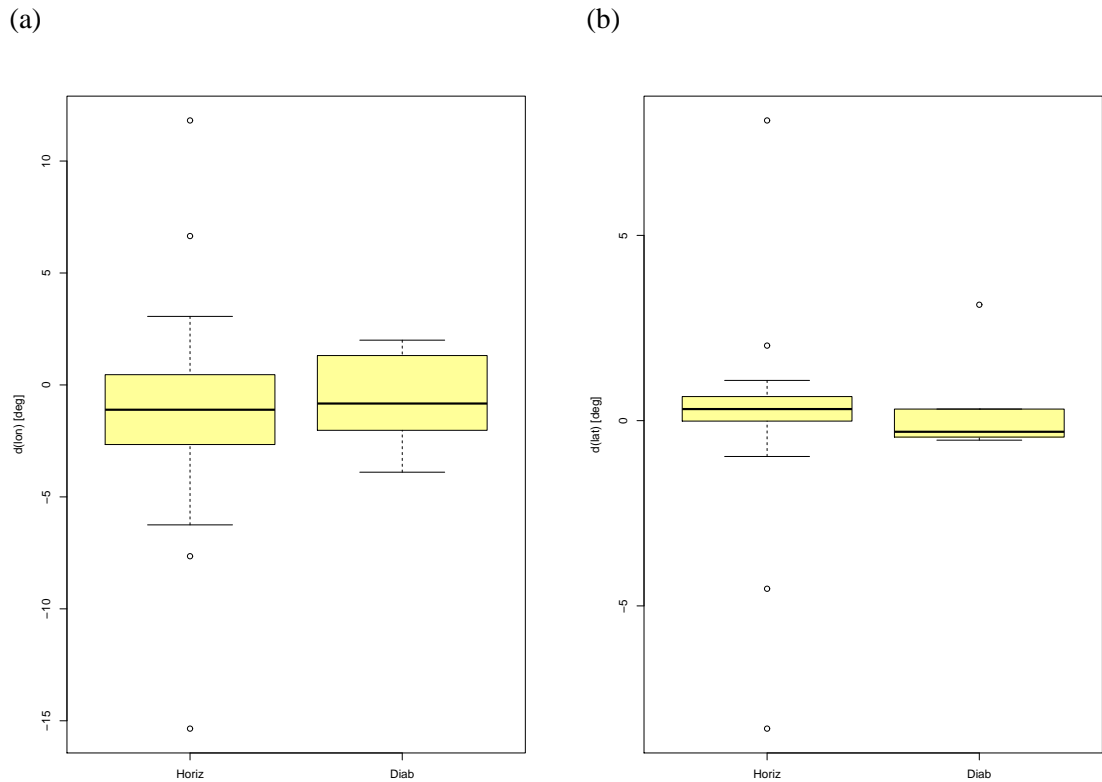 (a)
(b)
d(lon) [deg]
10
5
0
−5
−10
−15
Horiz
Diab
d(lat) [deg]
5
0
−5
Horiz
Diab